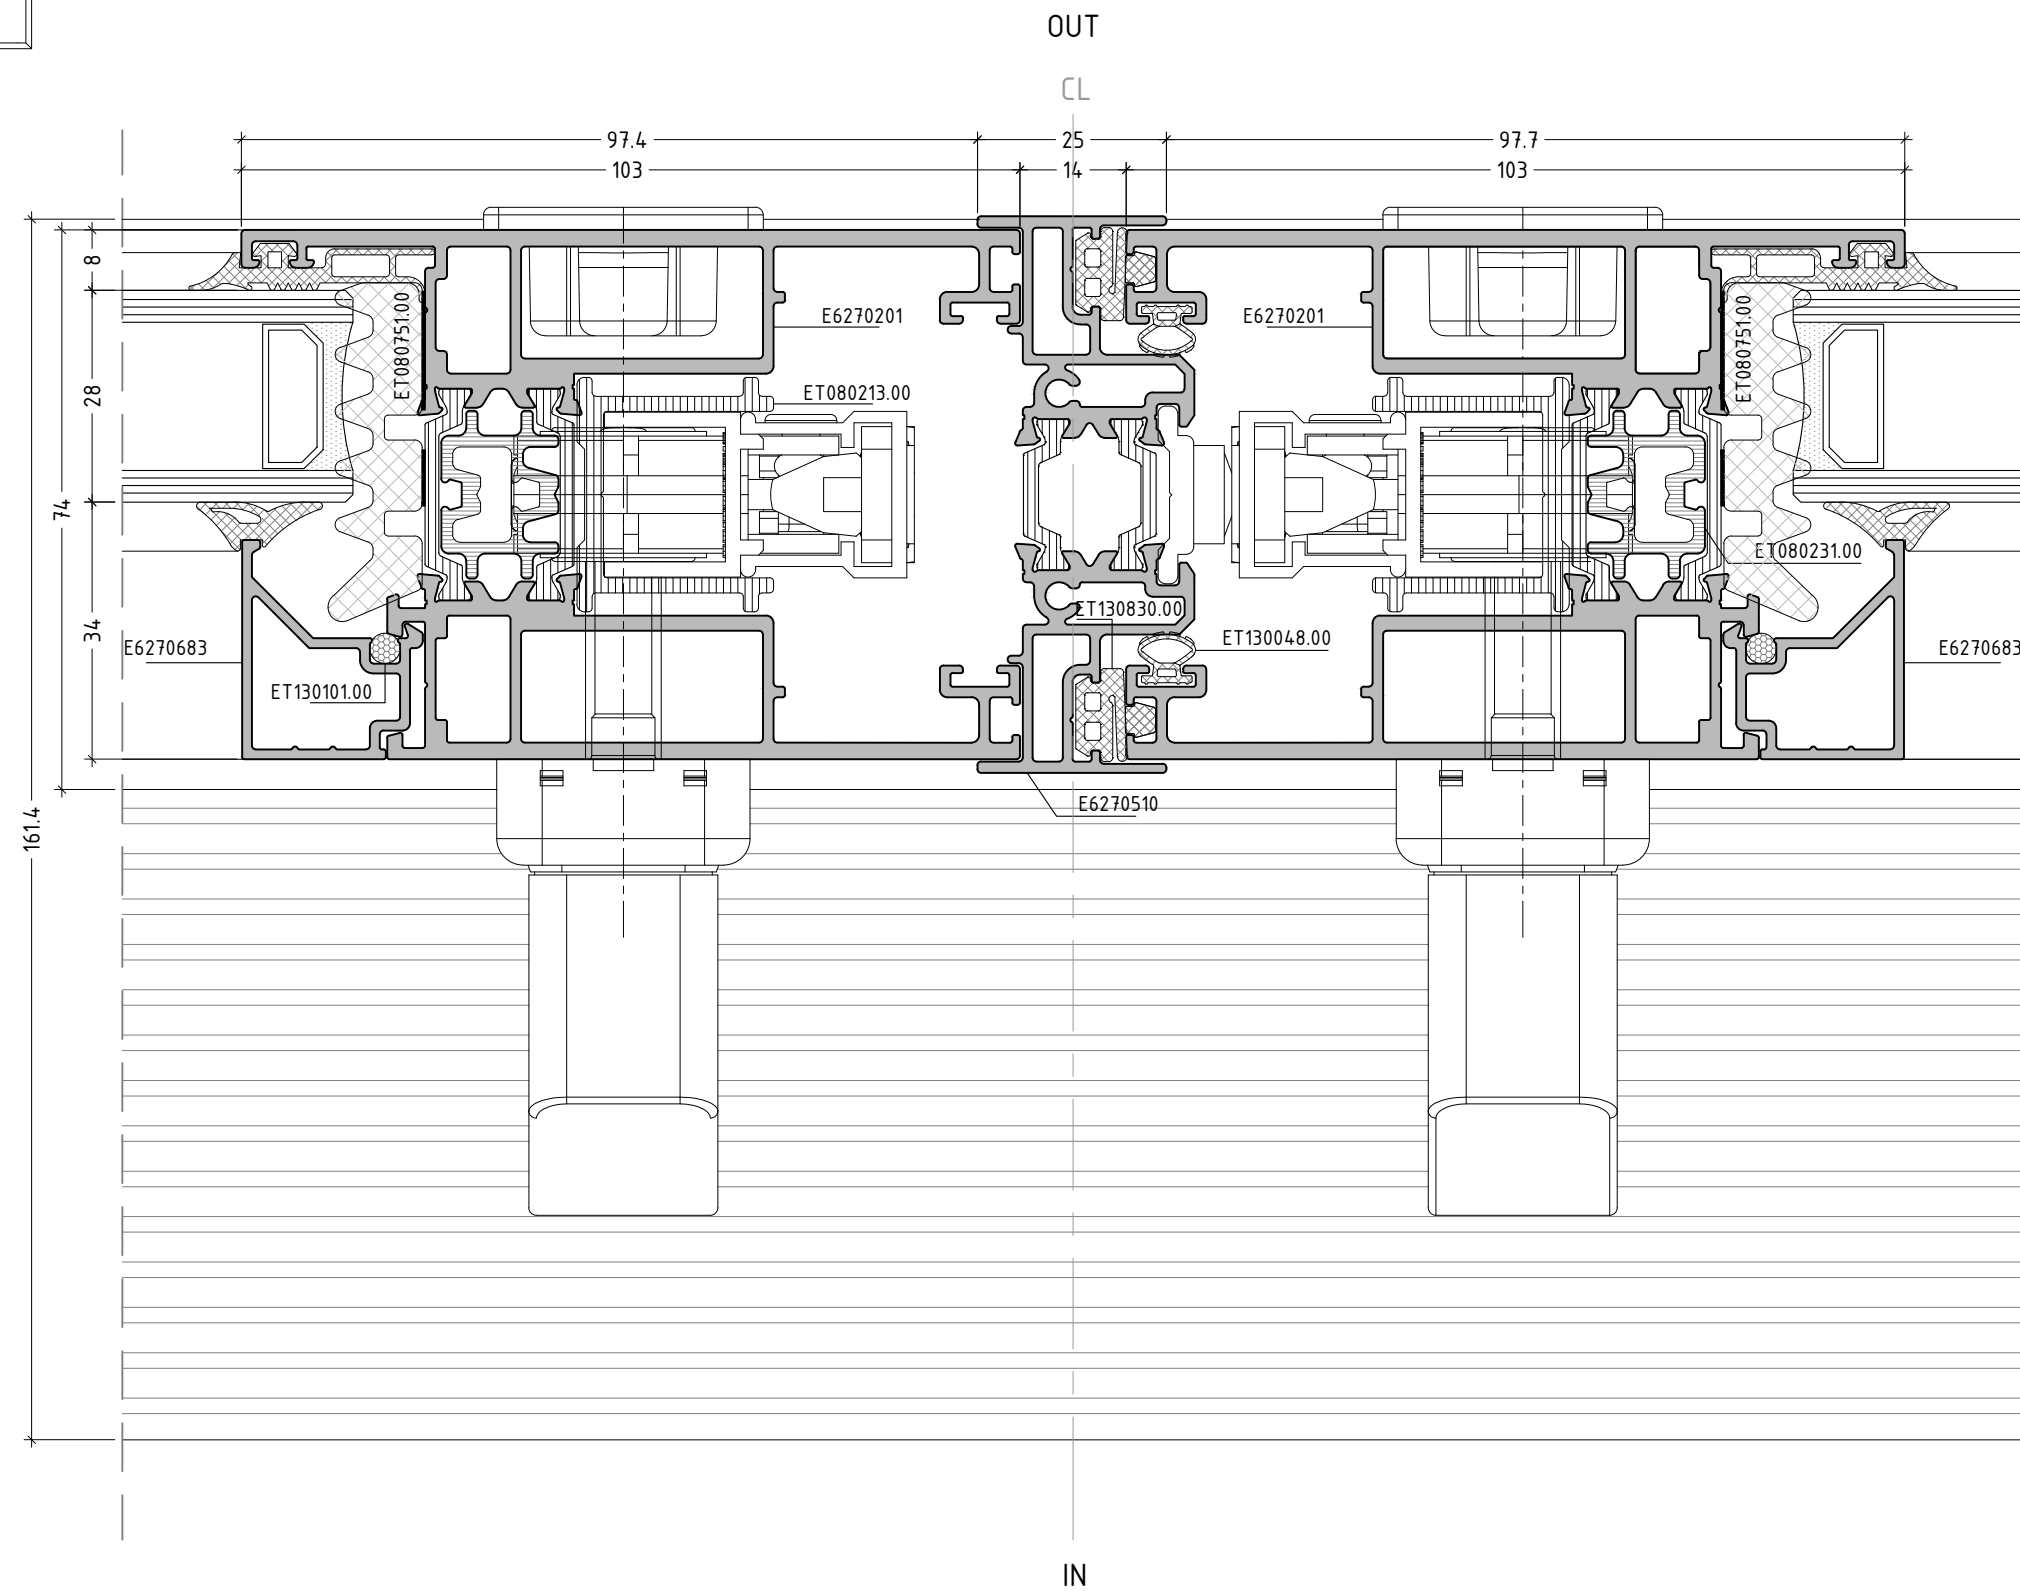 OUT
CL
97.4
25
97.7
103
14
103
8
28
74
34
161.4
ET080751.00
E6270201
E6270201
ET080751.00
ET080213.00
ET080231.00
ET130830.00
ET130048.00
E6270683
E6270683
ET130101.00
E6270510
IN